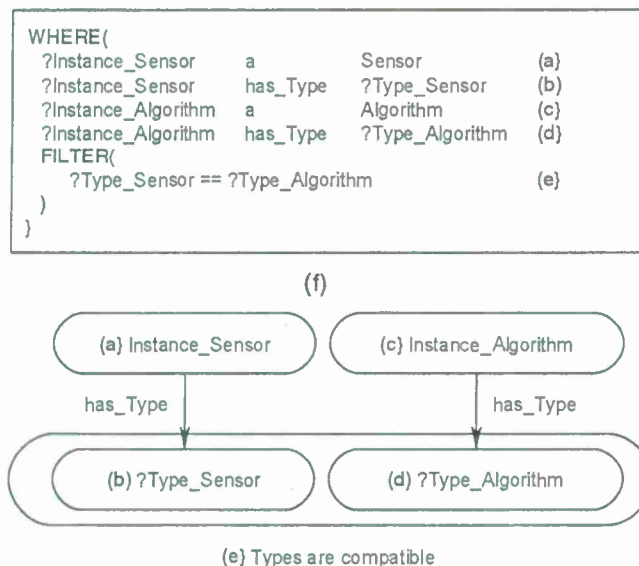 WHERE(
?Instance_Sensor a Sensor (a}
?Instance_Sensor has_Type ?Type_Sensor (b)
?Instance_Algorithm a Algorithm (c}
?Instance_Algorithm has_Type ?Type_Algorithm (d}
FILTER(
?Type_Sensor == ?Type_Algorithm (e}
)
}
(f)
(a} Instance_Sensor (c} Instance_Algorithm
has_Type has_Type
(b) ?Type_Sensor (d) ?Type_Algorithm
(e} Types are compatible